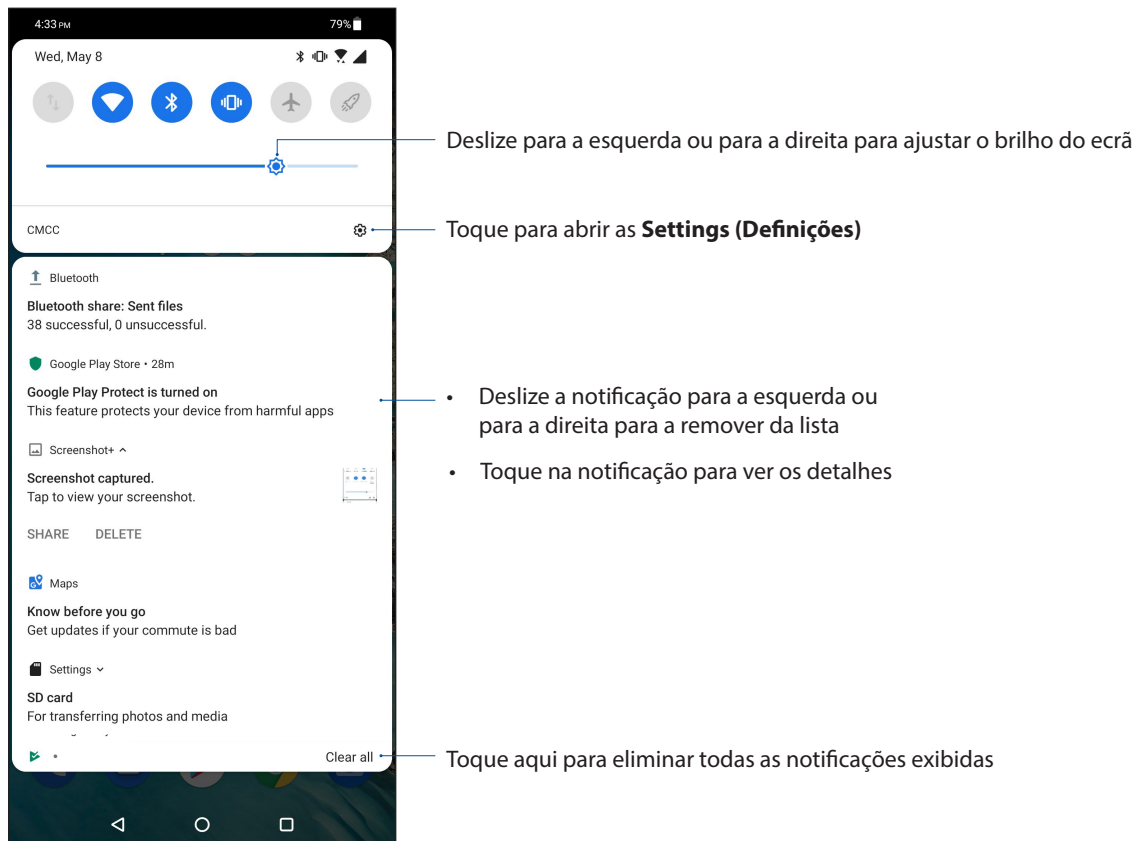 4:33 PM 79%
Wed, May 8
Deslize para a esquerda ou para a direita para ajustar o brilho do ecrã
CMCC
Toque para abrir as Settings (Definições)
Bluetooth
Bluetooth share: Sent files
38 successful, 0 unsuccessful.
Google Play Store • 28m
Google Play Protect is turned on
This feature protects your device from harmful apps
• Deslize a notificação para a esquerda ou
para a direita para a remover da lista
• Toque na notificação para ver os detalhes
Screenshot+
Screenshot captured.
Tap to view your screenshot.
SHARE DELETE
Maps
Know before you go
Get updates if your commute is bad
Settings
SD card
For transferring photos and media
Clear all
Toque aqui para eliminar todas as notificações exibidas